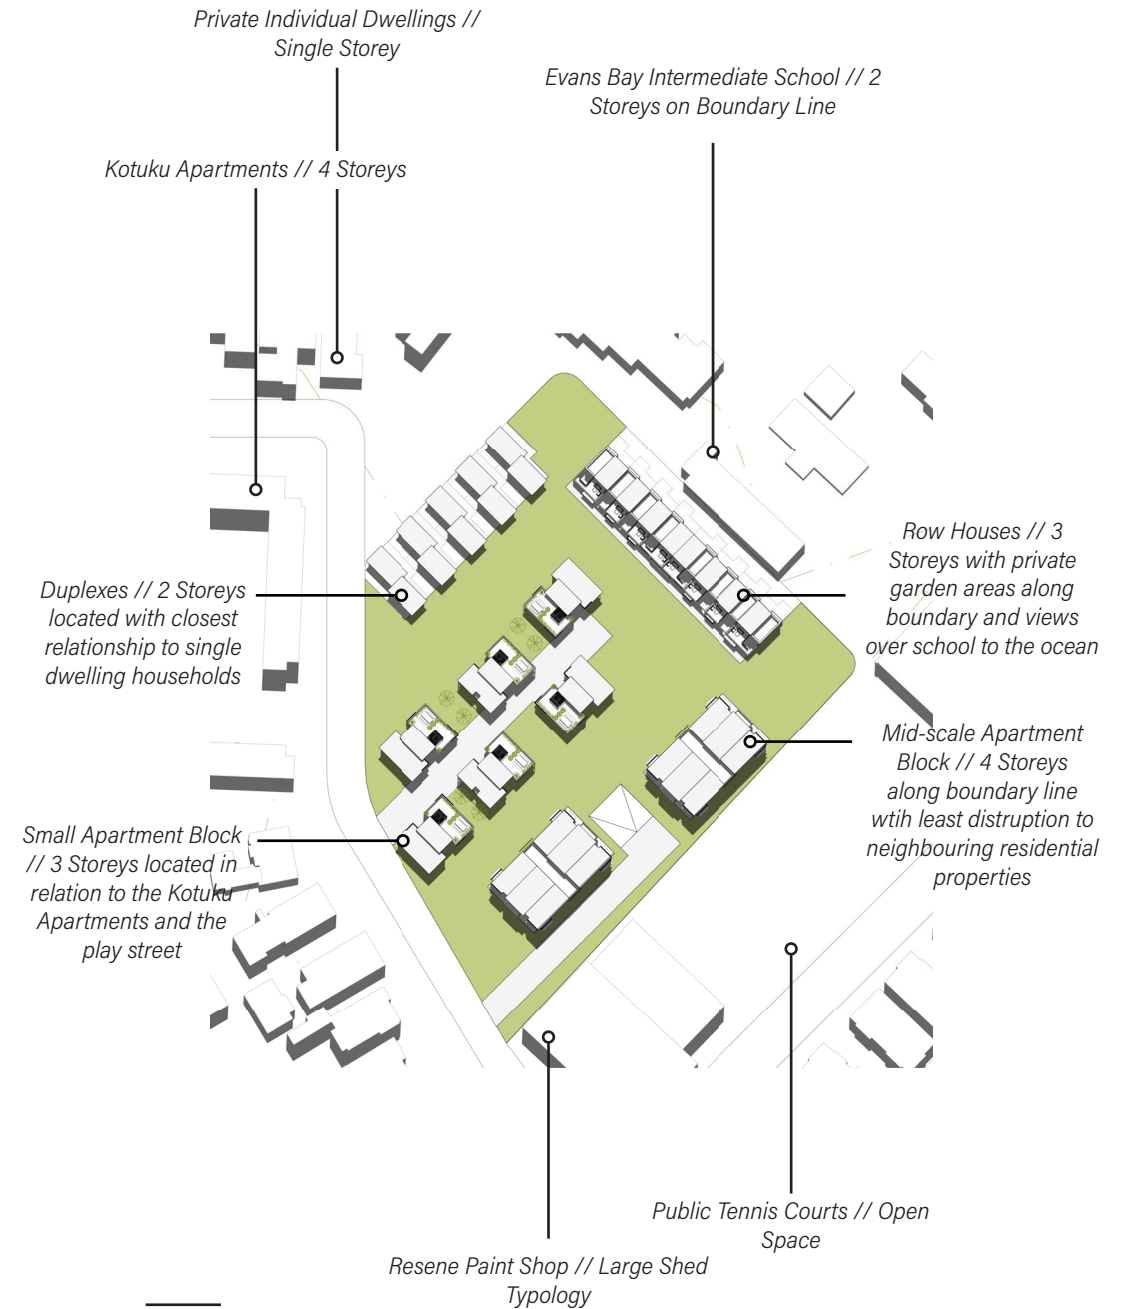 Private Individual Dwellings //
Single Storey
Evans Bay Intermediate School // 2
Storeys on Boundary Line
Kotuku Apartments // 4 Storeys
Row Houses // 3
Storeys with private
garden areas along
boundary and views
over school to the ocean
Duplexes // 2 Storeys
located with closest
relationship to single
dwelling households
Mid-scale Apartment
Block // 4 Storeys
along boundary line
wtih least distruption to
neighbouring residential
properties
Small Apartment Block
// 3 Storeys located in
relation to the Kotuku
Apartments and the
play street
Public Tennis Courts // Open
Space
Resene Paint Shop // Large Shed
Typology